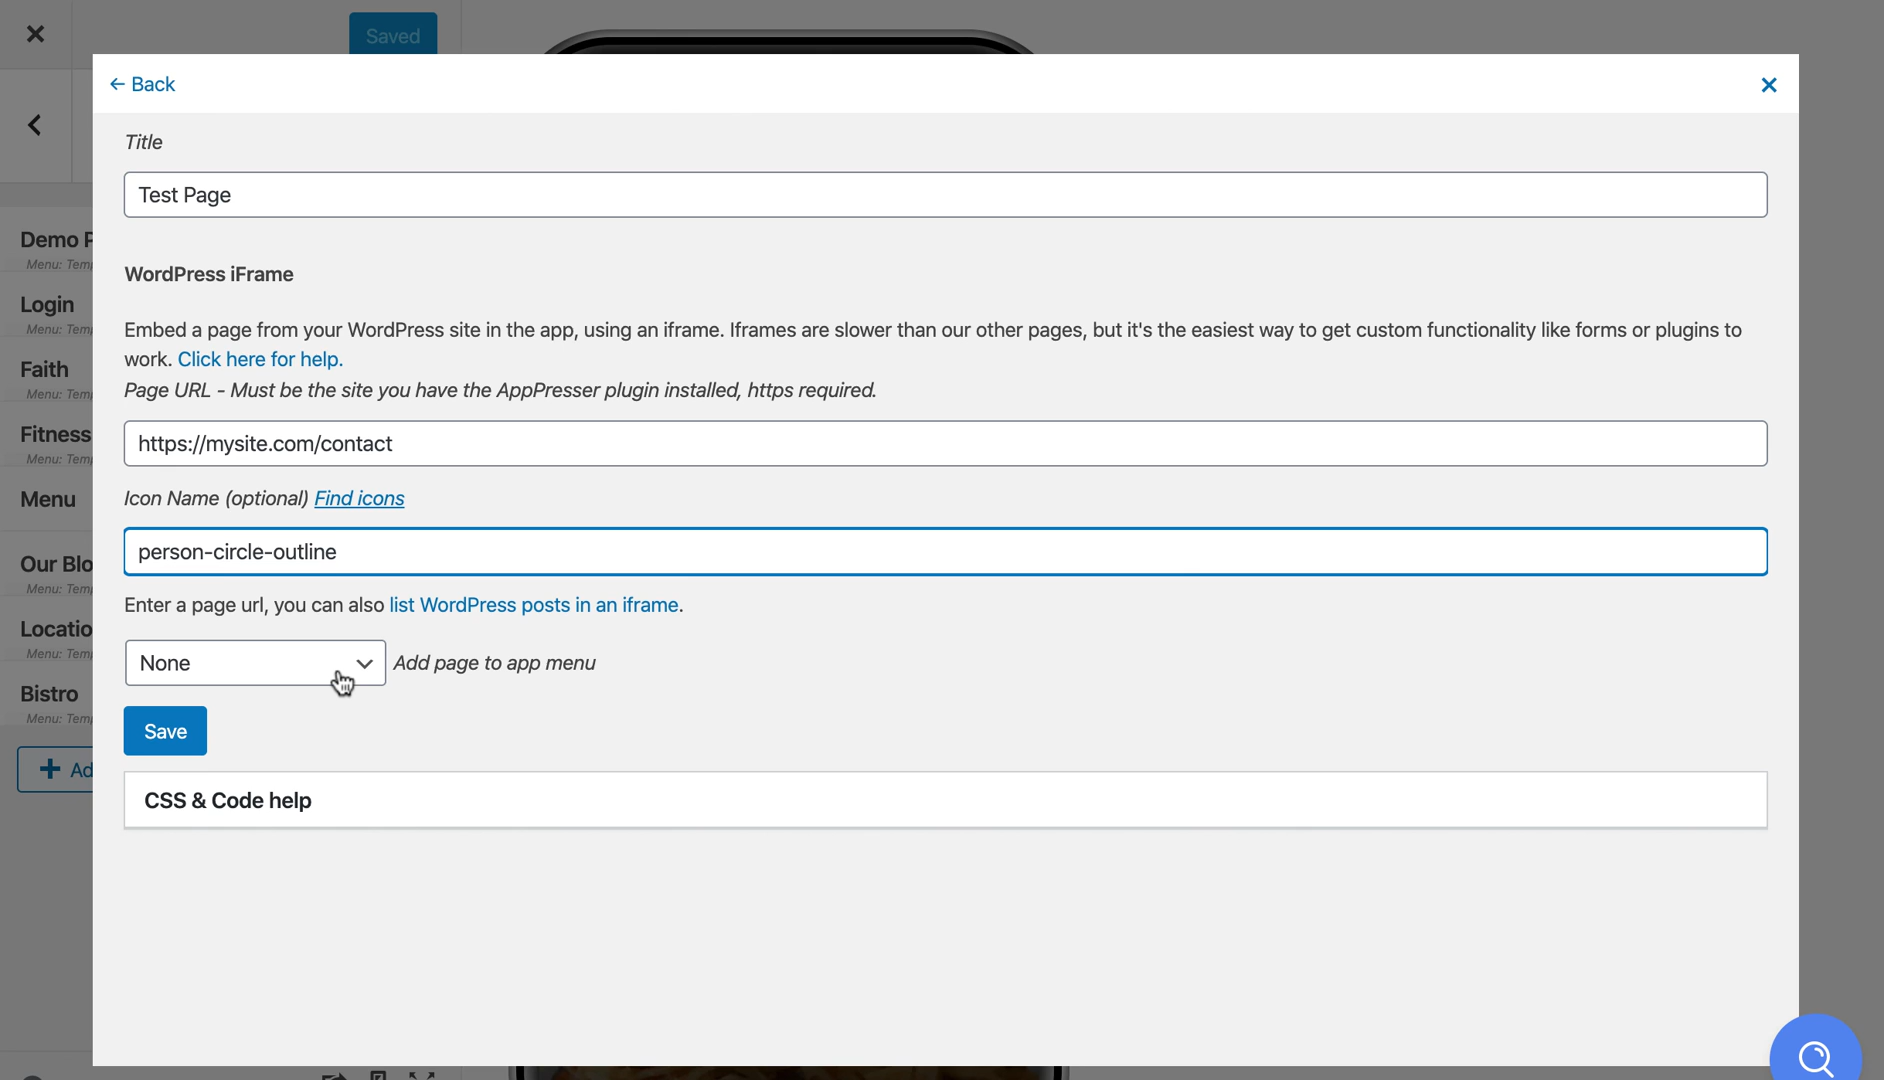 Saved
← Back
Title
Test Page
WordPress iFrame
Embed a page from your WordPress site in the app, using an iframe. Iframes are slower than our other pages, but it's the easiest way to get custom functionality like forms or plugins to
work. Click here for help.
Page URL - Must be the site you have the AppPresser plugin installed, https required.
https://mysite.com/contact
Icon Name (optional) Find icons
person-circle-outline
Enter a page url, you can also list WordPress posts in an iframe.
None
Add page to app menu
Save
CSS & Code help
Demo P
Menu: Tem
Login
Menu: Tem
Faith
Menu: Tem
Fitness
Menu: Tem
Menu
Our Blo
Menu: Tem
Locatio
Menu: Tem
Bistro
Menu: Tem
Ad